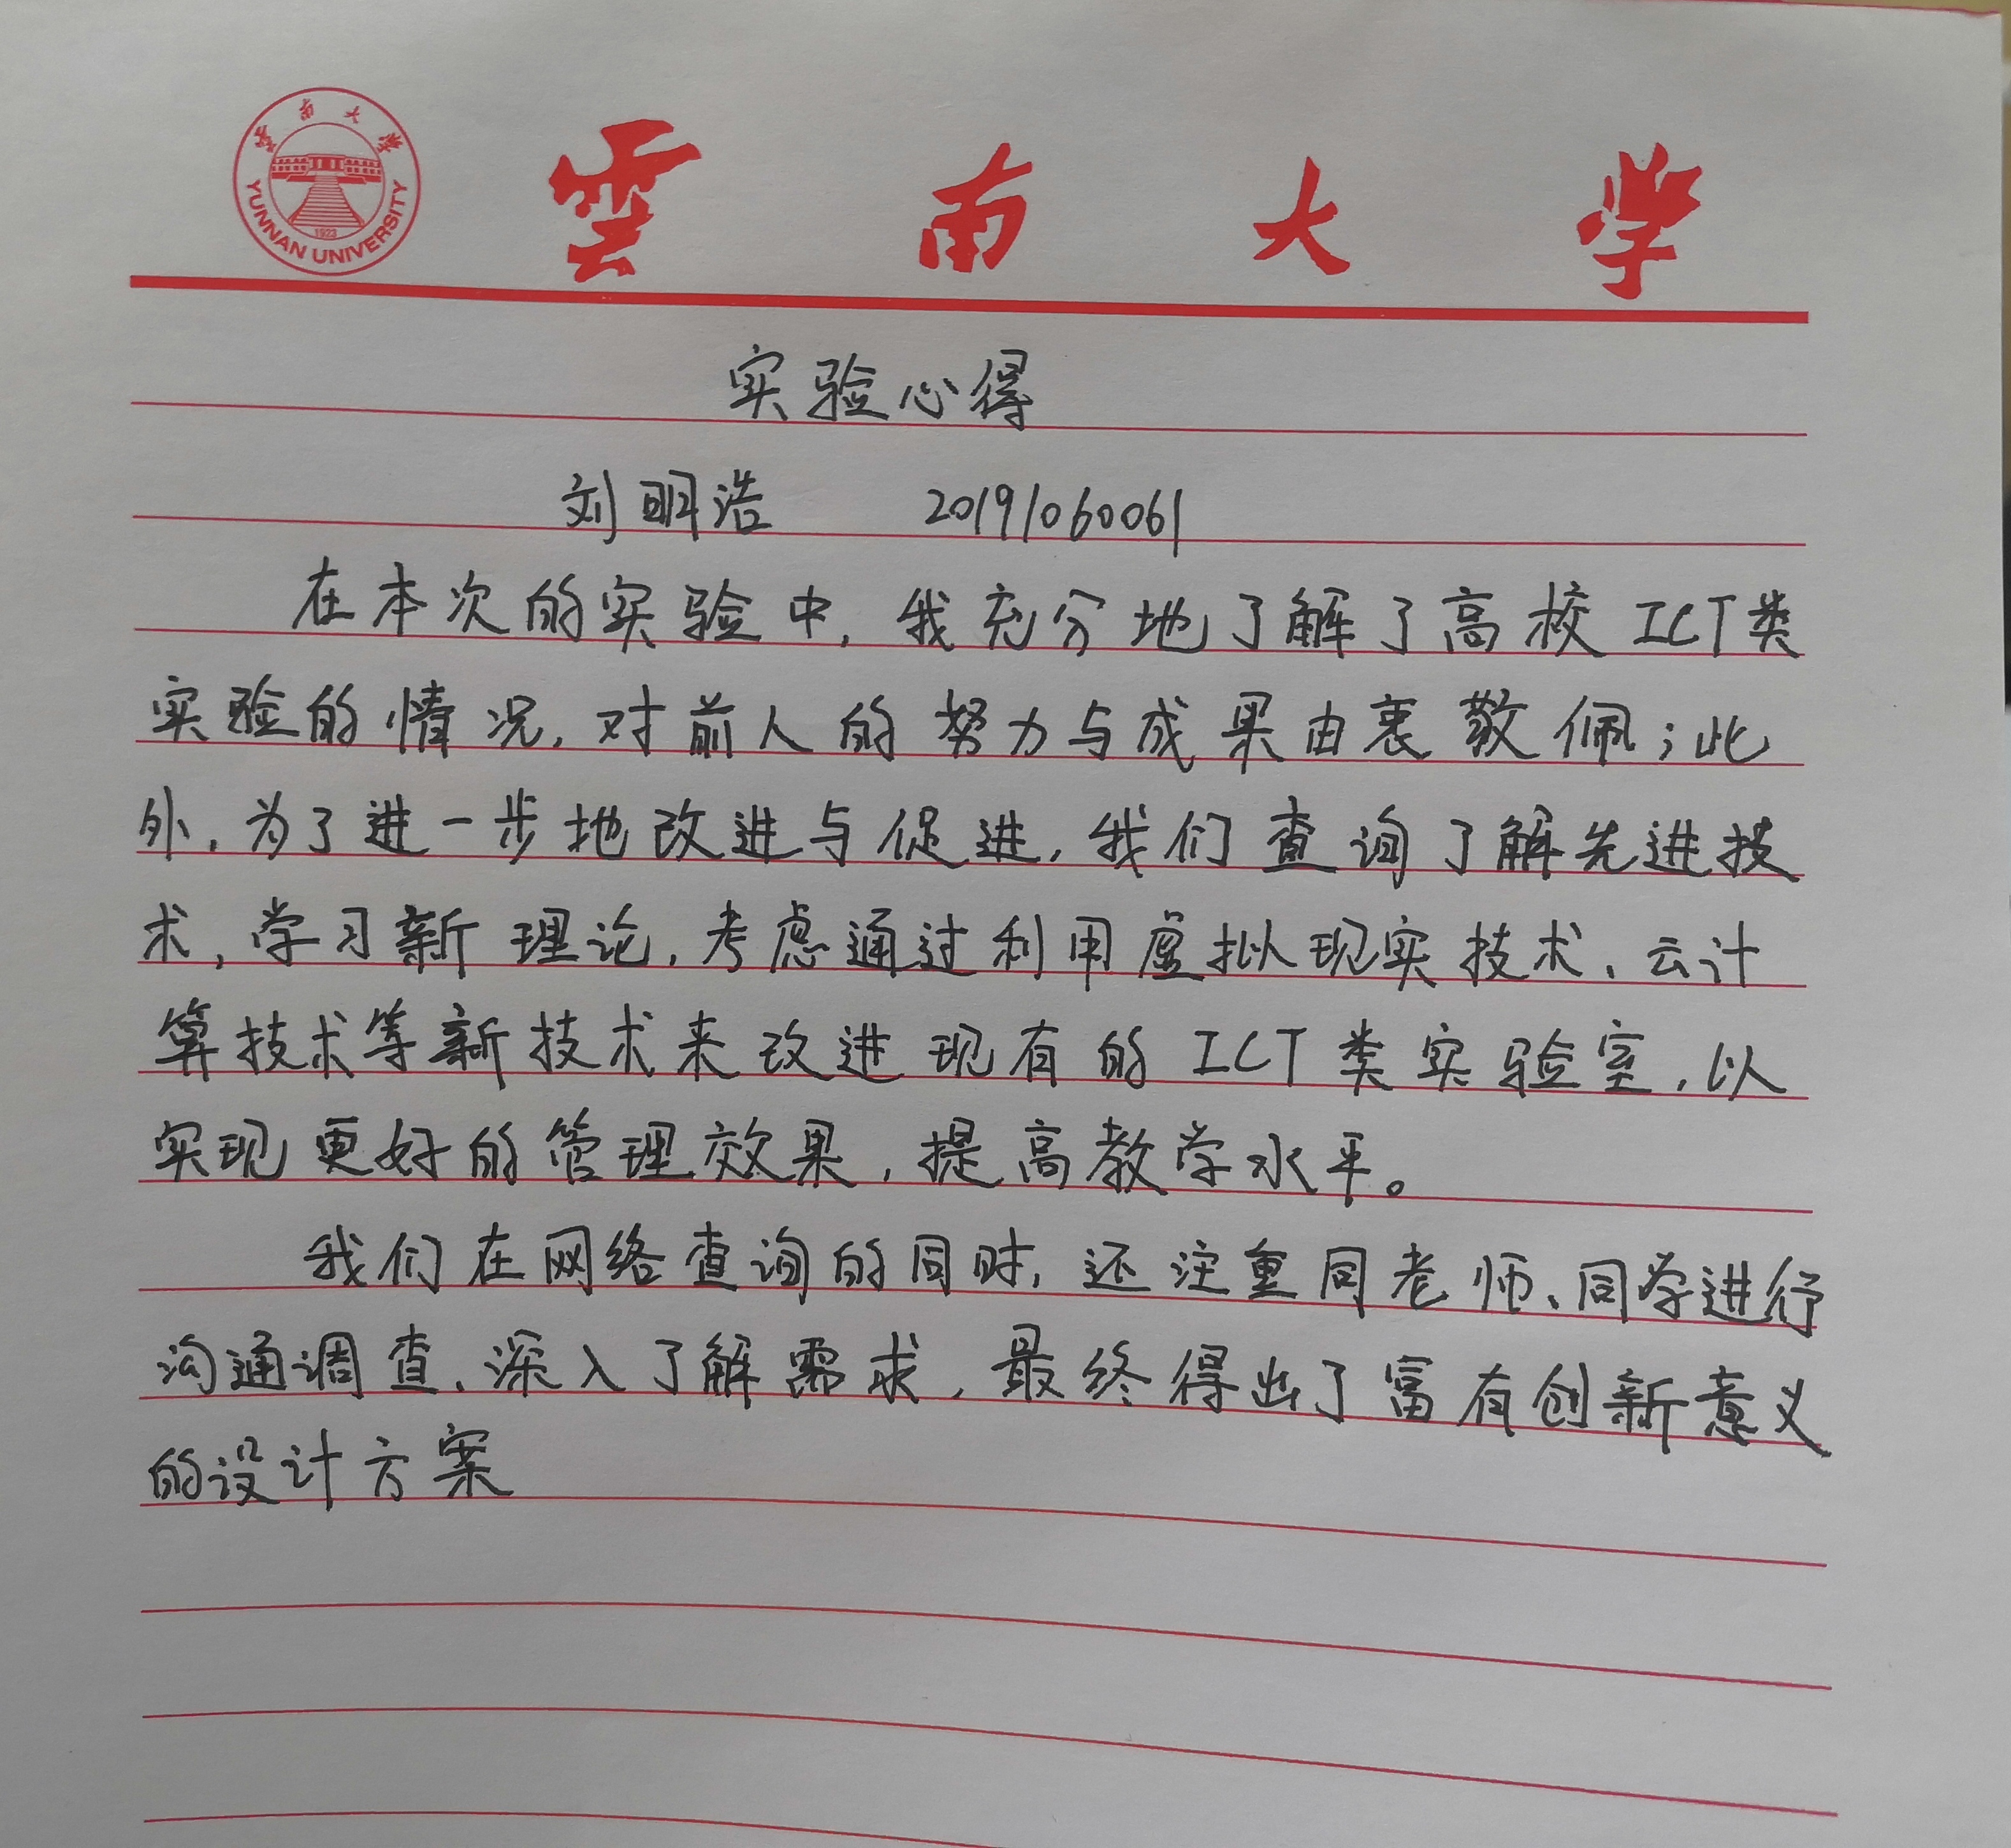 雲南大学
雲南大學
YUNNAN UNIVERSITY
1923
实验心得
刘明浩 20191060061
在本次的实验中,我充分地了解了高校ICT类
实验的情况,对前人的努力与成果由衷敬佩;此
外,为了进一步地改进与促进,我们查询了解先进技
术,学习新理论,考虑通过利用虚拟现实技术、云计
算技术等新技术来改进现有的ICT类实验室,以
实现更好的管理效果,提高教学水平。
我们在网络查询的同时,还注重同老师、同学进行
沟通调查、深入了解需求,最终得出了富有创新意义
的设计方案